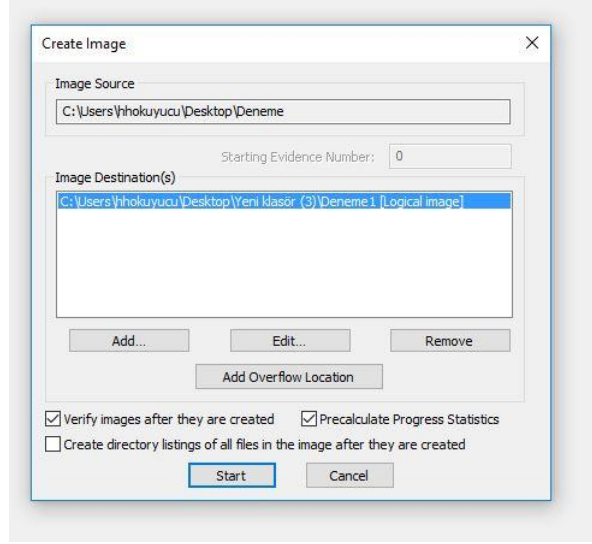 Create Image
Image Source
C:\Users\hhokuyucu\Desktop\Deneme
Starting Evidence Number: 0
Image Destination(s)
C:\Users\hhokuyucu\Desktop\Yeni klasör (3)\Deneme1 [Logical image]
Add... Edit... Remove
Add Overflow Location
Verify images after they are created Precalculate Progress Statistics
Create directory listings of all files in the image after they are created
Start Cancel